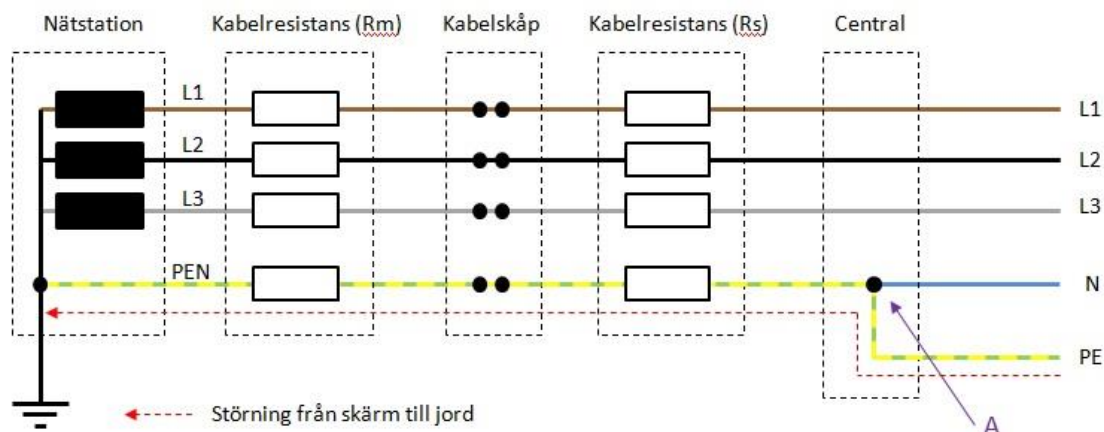 Nätstation
Kabelresistans (Rm)
Kabelskåp
Kabelresistans (Rs)
Central
L1
L1
L2
L2
L3
L3
PEN
N
PE
Störning från skärm till jord
A